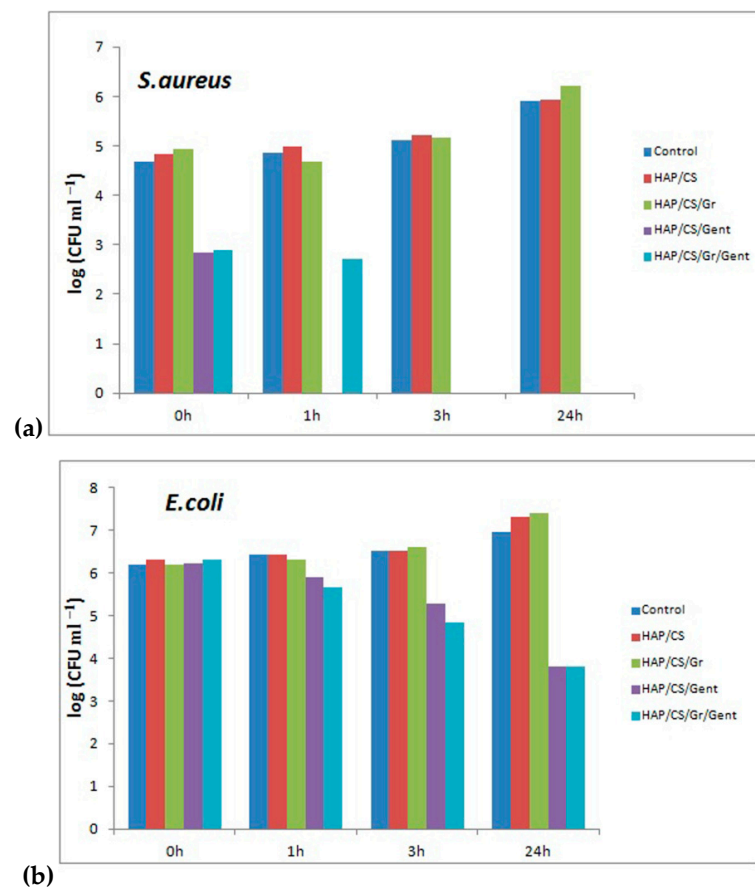 S.aureus
log (CFU ml⁻¹)
7
6
5
4
3
2
1
0
0h 1h 3h 24h
Control
HAP/CS
HAP/CS/Gr
HAP/CS/Gent
HAP/CS/Gr/Gent
(a)
E.coli
log (CFU ml⁻¹)
8
7
6
5
4
3
2
1
0
0h 1h 3h 24h
Control
HAP/CS
HAP/CS/Gr
HAP/CS/Gent
HAP/CS/Gr/Gent
(b)